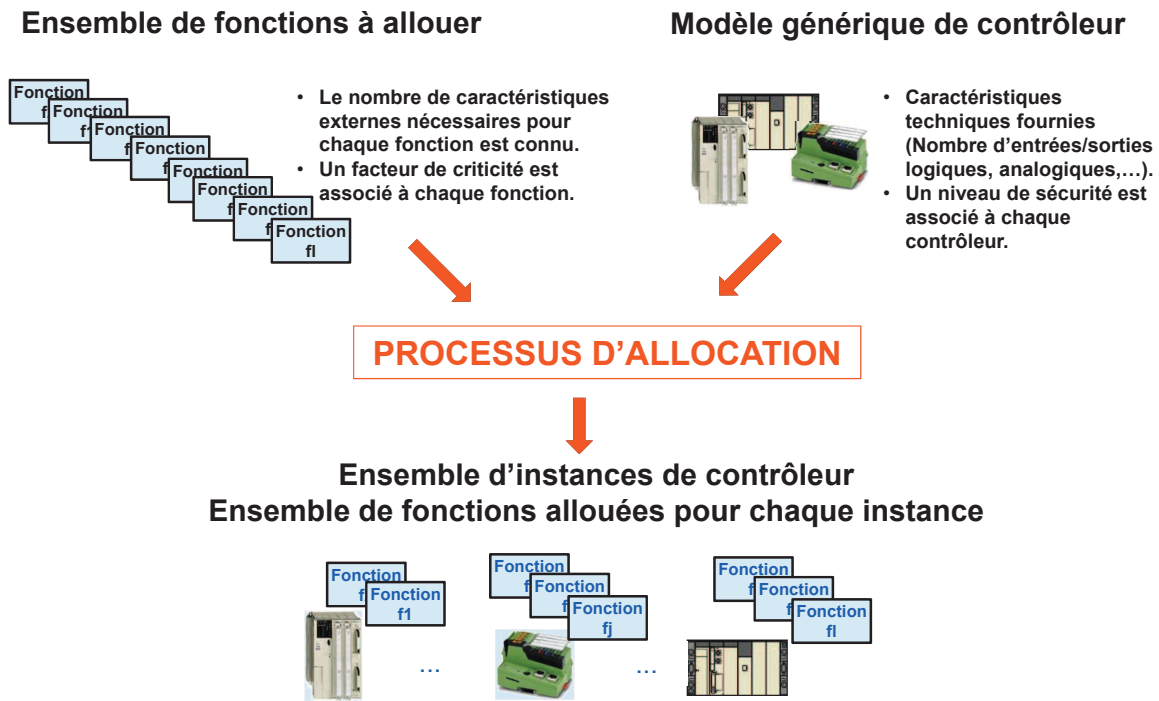 Ensemble de fonctions à allouer
Modèle générique de contrôleur
Fonction
f
f
Fonction
f
f
f
Fonction
f
Fonction
fl
• Le nombre de caractéristiques
externes nécessaires pour
chaque fonction est connu.
• Un facteur de criticité est
associé à chaque fonction.
• Caractéristiques
techniques fournies
(Nombre d’entrées/sorties
logiques, analogiques,…).
• Un niveau de sécurité est
associé à chaque
contrôleur.
PROCESSUS D’ALLOCATION
Ensemble d’instances de contrôleur
Ensemble de fonctions allouées pour chaque instance
Fonction
f
Fonction
f1
...
Fonction
f
Fonction
f
Fonction
fj
...
Fonction
f
Fonction
f
Fonction
fl